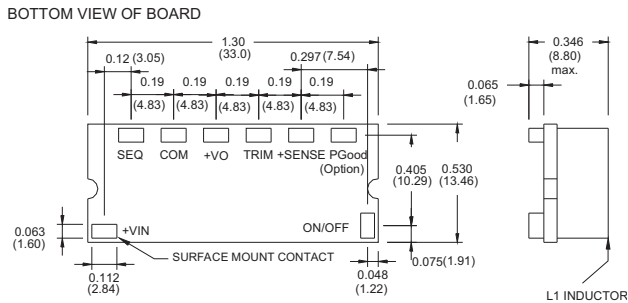 BOTTOM VIEW OF BOARD
1.30
(33.0)
0.346
(8.80)
max.
0.12 (3.05)
0.297 (7.54)
0.19 0.19 0.19 0.19 0.19
(4.83) (4.83) (4.83) (4.83) (4.83)
0.065
(1.65)
SEQ COM +VO TRIM +SENSE PGood
(Option)
0.405
(10.29)
0.530
(13.46)
0.063
(1.60)
+VIN
ON/OFF
SURFACE MOUNT CONTACT
0.075(1.91)
0.112
(2.84)
0.048
(1.22)
L1 INDUCTOR